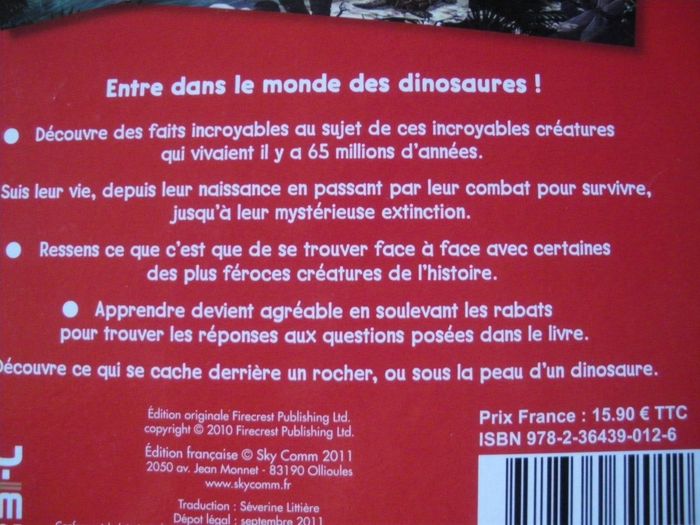 Entre dans le monde des dinosaures !
● Découvre des faits incroyables au sujet de ces incroyables créatures
qui vivaient il y a 65 millions d'années.
Suis leur vie, depuis leur naissance en passant par leur combat pour survivre,
jusqu'à leur mystérieuse extinction.
● Ressens ce que c'est que de se trouver face à face avec certaines
des plus féroces créatures de l'histoire.
● Apprendre devient agréable en soulevant les rabats
pour trouver les réponses aux questions posées dans le livre.
Découvre ce qui se cache derrière un rocher, ou sous la peau d'un dinosaure.
Édition originale Firecrest Publishing Ltd.
copyright © 2010 Firecrest Publishing Ltd.
Édition française © Sky Comm 2011
2050 av. Jean Monnet - 83190 Ollioules
www.skycomm.fr
Traduction : Séverine Littière
Dépot légal : septembre 2011
Prix France : 15.90 € TTC
ISBN 978-2-36439-012-6